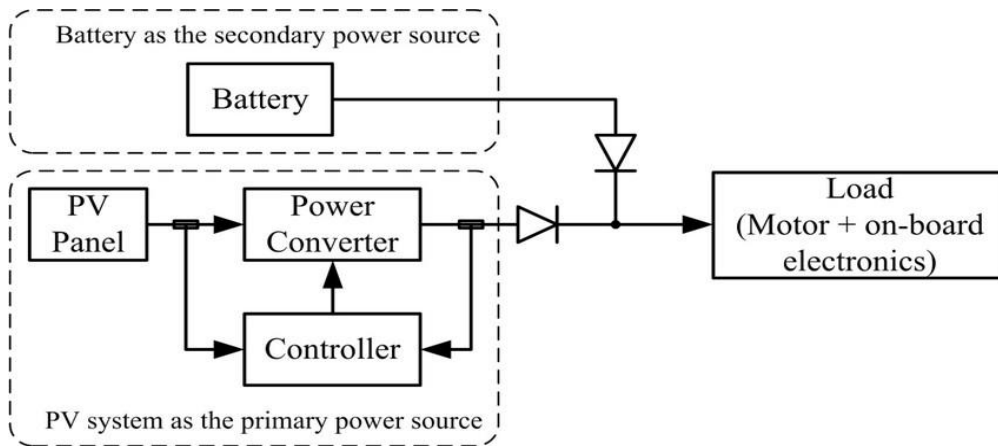 Battery as the secondary power source
Battery
PV
Panel
Power
Converter
Load
(Motor + on-board
electronics)
Controller
PV system as the primary power source